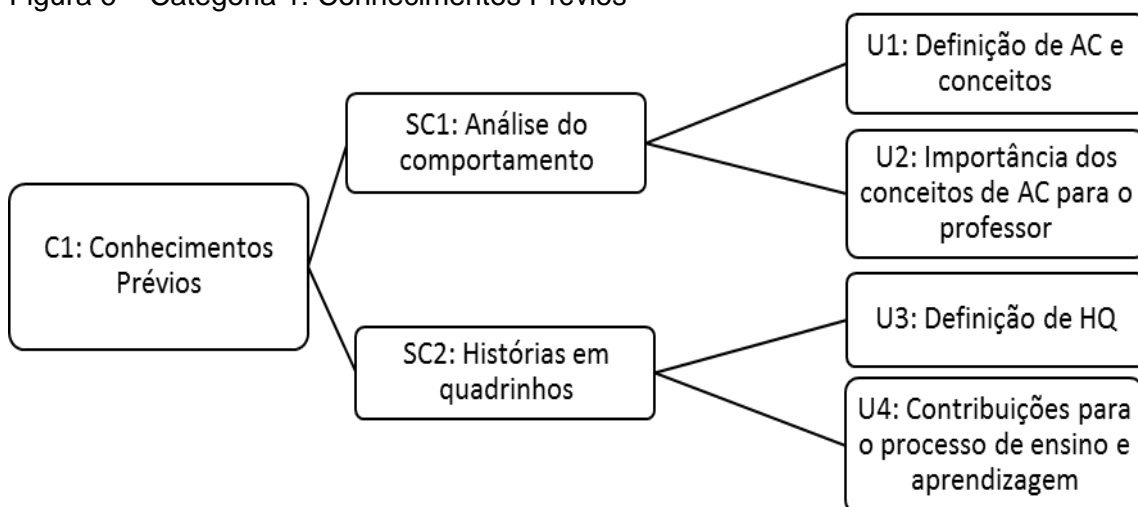 Figura 6 – Categoria 1: Conhecimentos Prévios
C1: Conhecimentos
Prévios
SC1: Análise do
comportamento
U1: Definição de AC e
conceitos
U2: Importância dos
conceitos de AC para o
professor
SC2: Histórias em
quadrinhos
U3: Definição de HQ
U4: Contribuições para
o processo de ensino e
aprendizagem